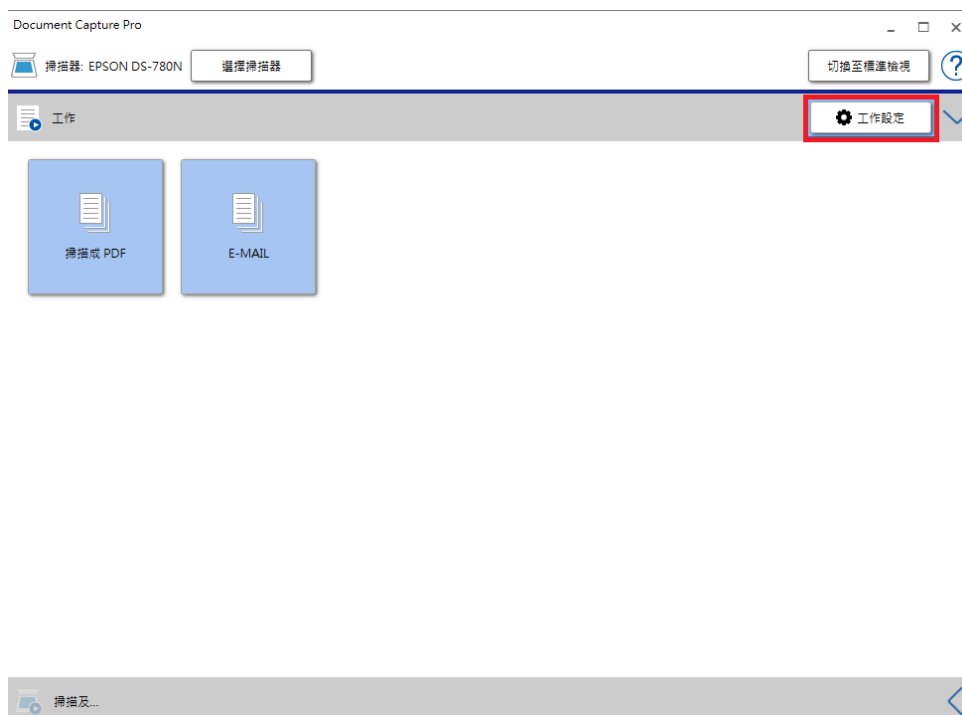 Document Capture Pro
掃描器: EPSON DS-780N
選擇掃描器
切換至標準檢視
?
工作
工作設定
掃描成 PDF
E-MAIL
掃描及...